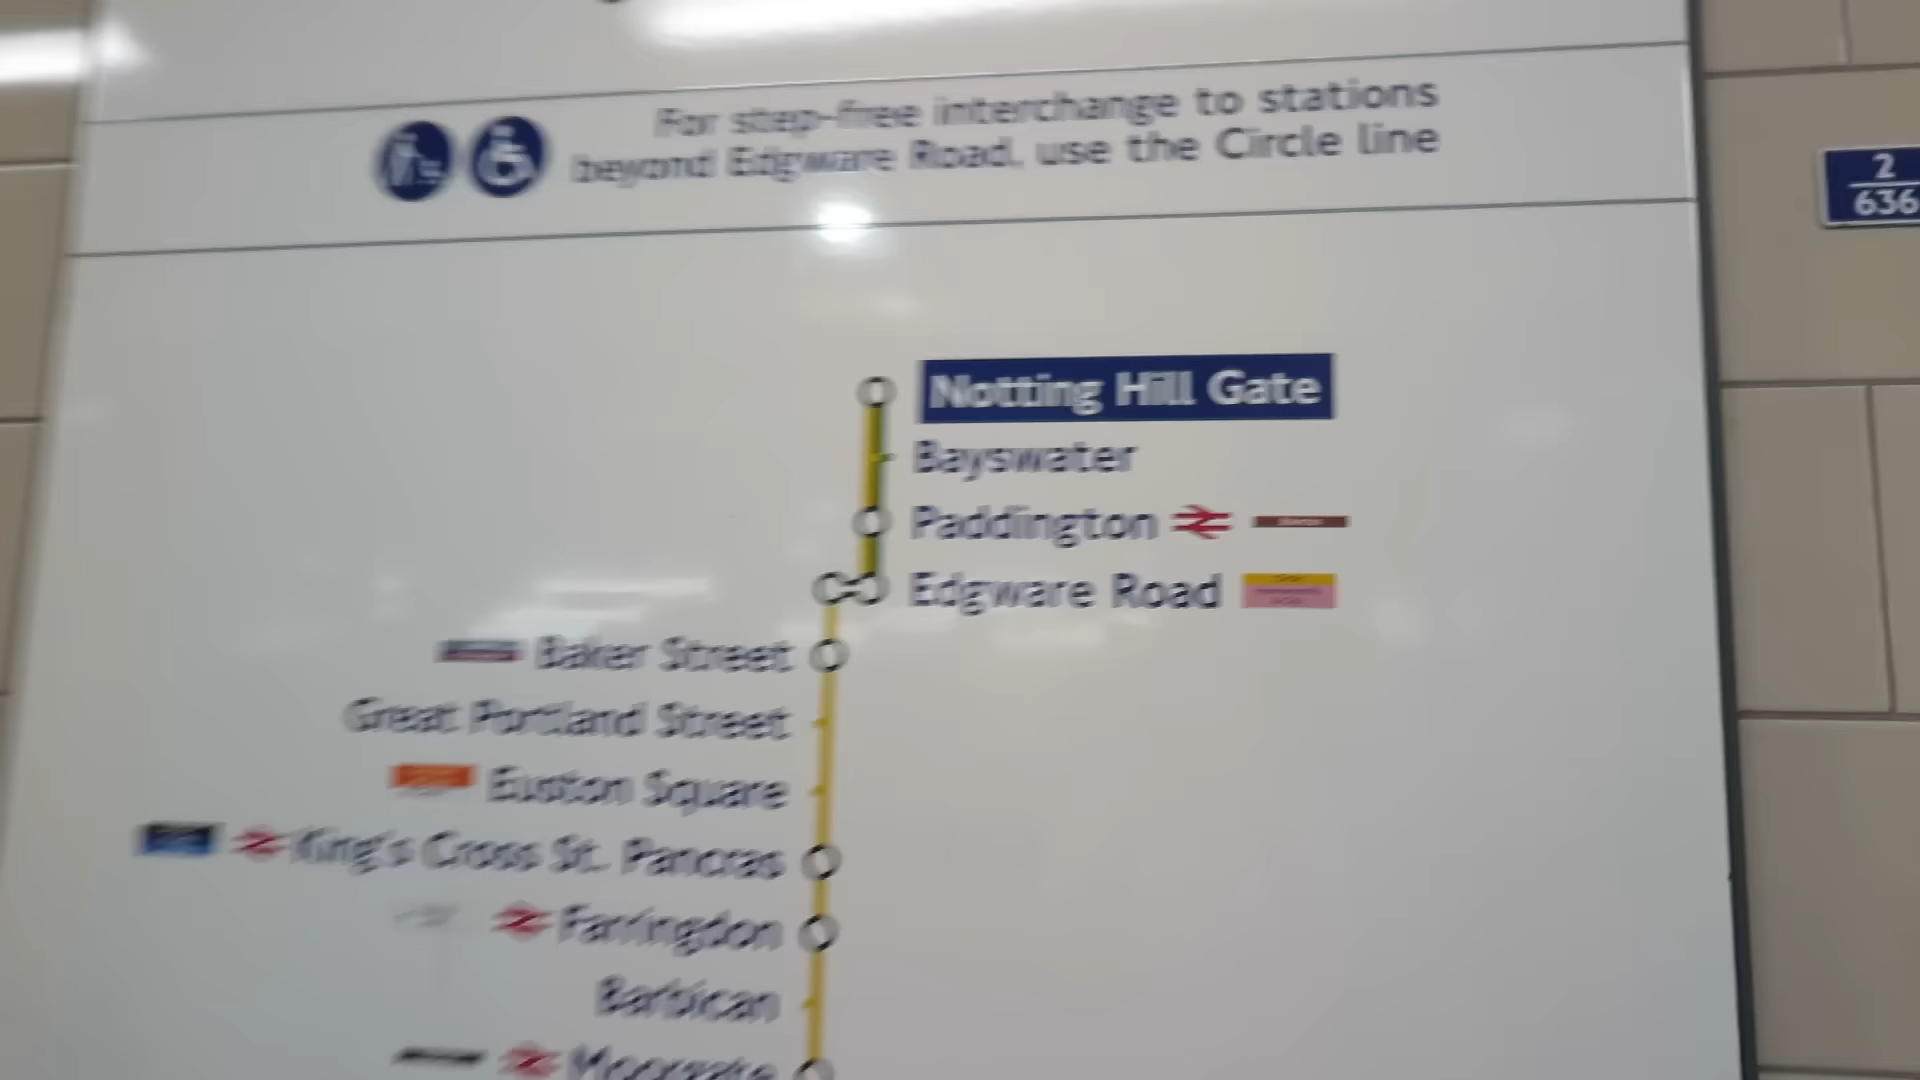 For step-free interchange to stations
beyond Edgware Road, use the Circle line
2
636
Notting Hill Gate
Bayswater
Paddington
Edgware Road
Baker Street
Great Portland Street
Euston Square
King's Cross St. Pancras
Farringdon
Barbican
Moorgate